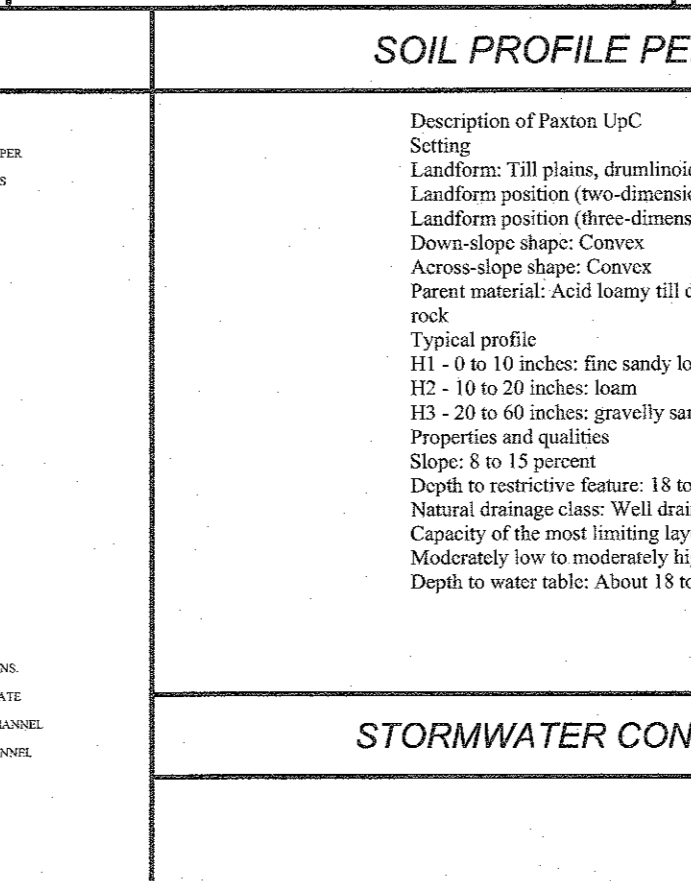 SOIL PROFILE PE
PER
S
Description of Paxton UpC
Setting
Landform: Till plains, drumlinoi
Landform position (two-dimensi
Landform position (three-dimens
Down-slope shape: Convex
Across-slope shape: Convex
Parent material: Acid loamy till d
rock
Typical profile
H1 - 0 to 10 inches: fine sandy lo
H2 - 10 to 20 inches: loam
H3 - 20 to 60 inches: gravelly sa
Properties and qualities
Slope: 8 to 15 percent
Depth to restrictive feature: 18 to
Natural drainage class: Well drai
Capacity of the most limiting lay
Moderately low to moderately hi
Depth to water table: About 18 to
NS.
ATE
HANNEL
NNEL
STORMWATER CON